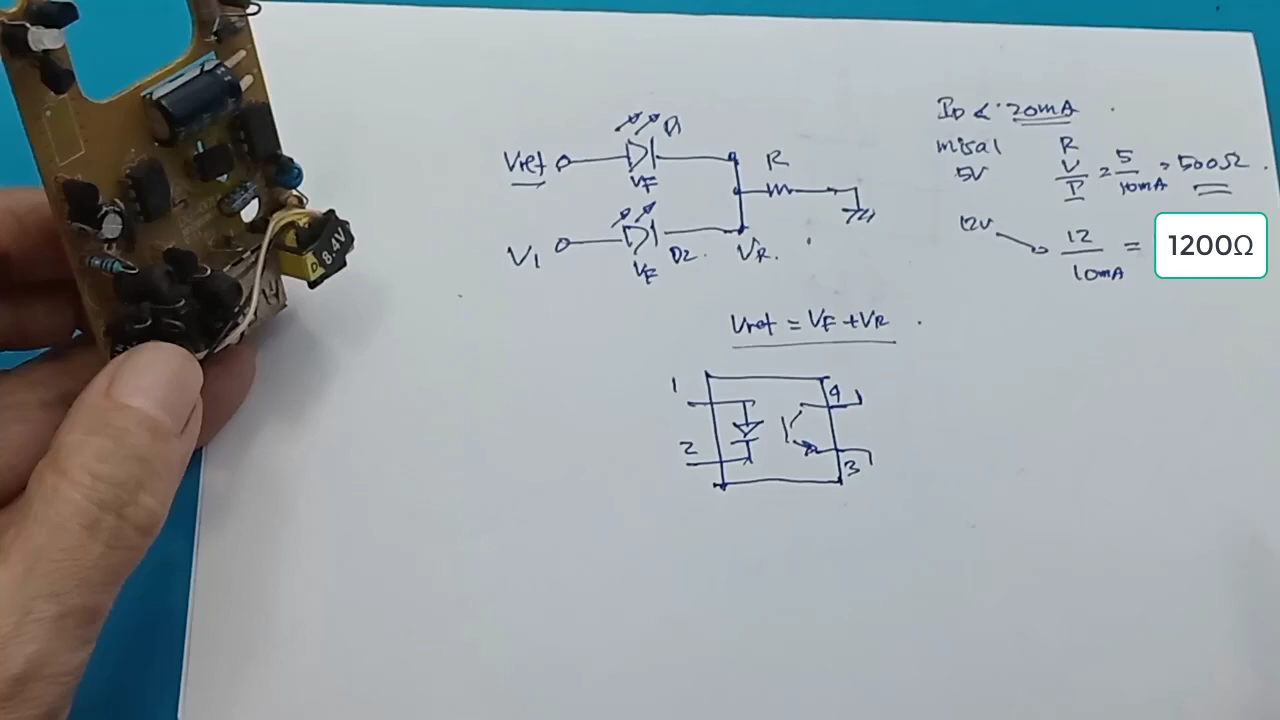 8.4V
D1
Vref
VF
R
V1
VF
D2.
VR.
Vref = VF + VR
1
2
4
3
ID < 20mA
misal
R
5V
V/I = 5/10mA = 500Ω
12V
12/10mA = 1200Ω